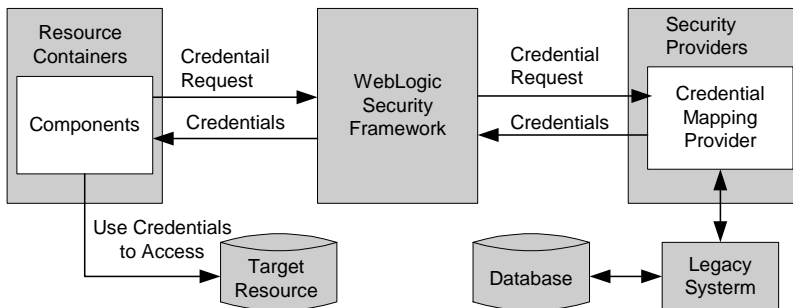 Resource
Containers
Components
Credentail
Request
Credentials
WebLogic
Security
Framework
Credential
Request
Credentials
Security
Providers
Credential
Mapping
Provider
Use Credentials
to Access
Target
Resource
Database
Legacy
Systerm